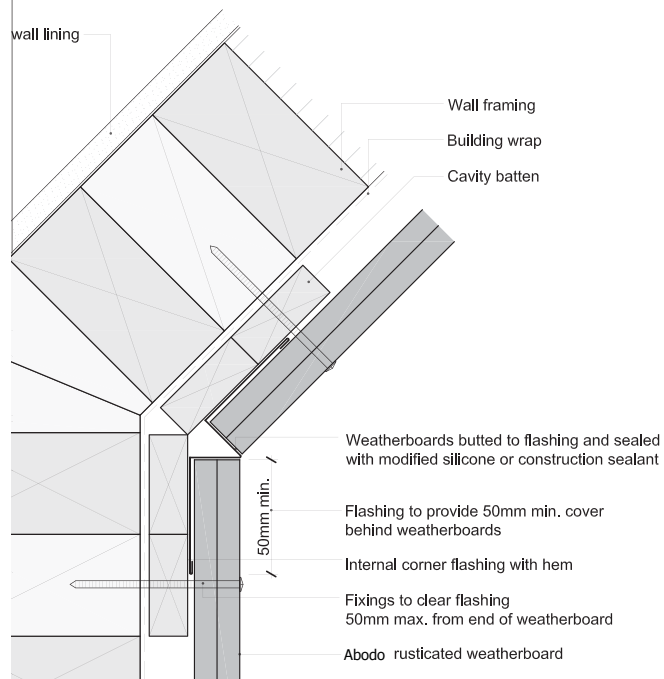 wall lining
Wall framing
Building wrap
Cavity batten
Weatherboards butted to flashing and sealed
with modified silicone or construction sealant
50mm min.
Flashing to provide 50mm min. cover
behind weatherboards
Internal corner flashing with hem
Fixings to clear flashing
50mm max. from end of weatherboard
Abodo rusticated weatherboard